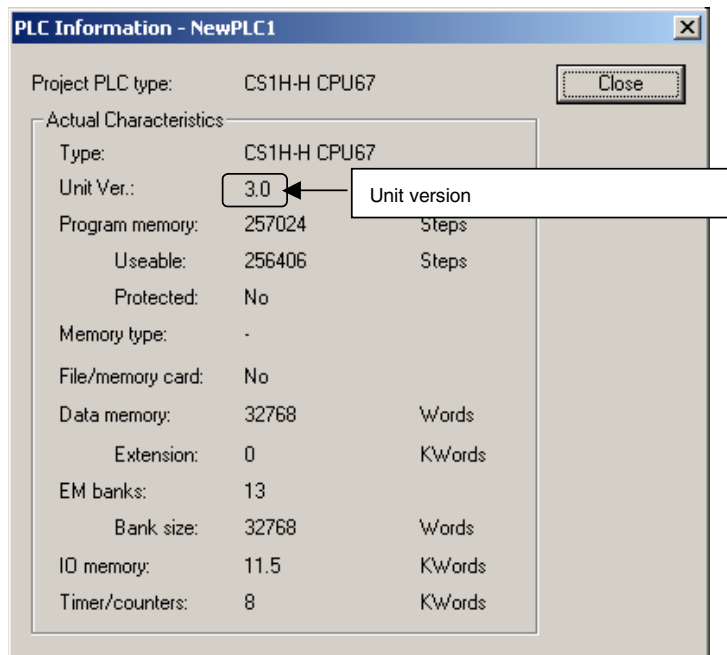 PLC Information - NewPLC1
Project PLC type: CS1H-H CPU67 Close
Actual Characteristics
Type: CS1H-H CPU67
Unit Ver.: 3.0 Unit version
Program memory: 257024 Steps
Useable: 256406 Steps
Protected: No
Memory type: -
File/memory card: No
Data memory: 32768 Words
Extension: 0 KWords
EM banks: 13
Bank size: 32768 Words
IO memory: 11.5 KWords
Timer/counters: 8 KWords